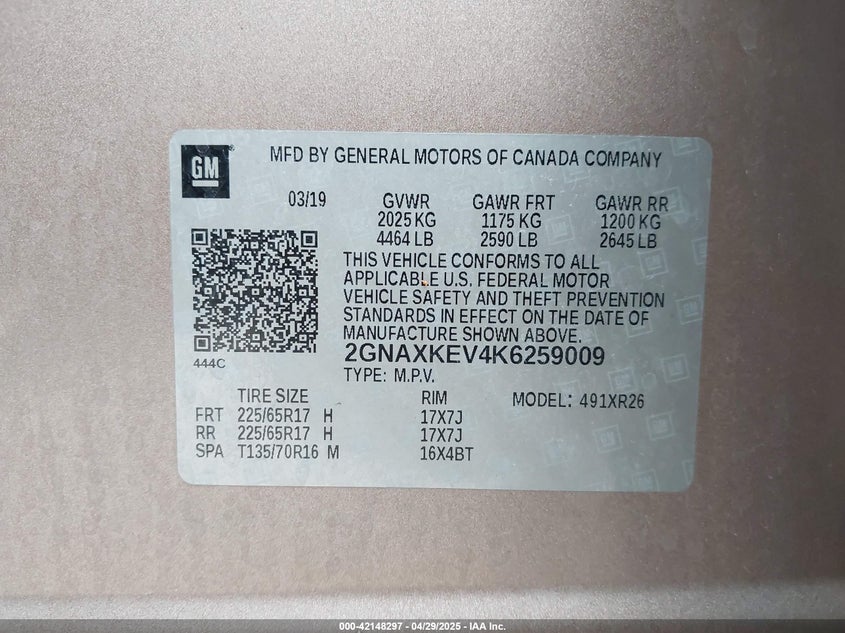 GM
MFD BY GENERAL MOTORS OF CANADA COMPANY
03/19 GVWR GAWR FRT GAWR RR
2025 KG 1175 KG 1200 KG
4464 LB 2590 LB 2645 LB
THIS VEHICLE CONFORMS TO ALL
APPLICABLE U.S. FEDERAL MOTOR
VEHICLE SAFETY AND THEFT PREVENTION
STANDARDS IN EFFECT ON THE DATE OF
MANUFACTURE SHOWN ABOVE.
2GNAXKEV4K6259009
444C
TYPE: M.P.V.
TIRE SIZE RIM MODEL: 491XR26
FRT 225/65R17 H 17X7J
RR 225/65R17 H 17X7J
SPA T135/70R16 M 16X4BT
000-42148297 - 04/29/2025 - IAA Inc.